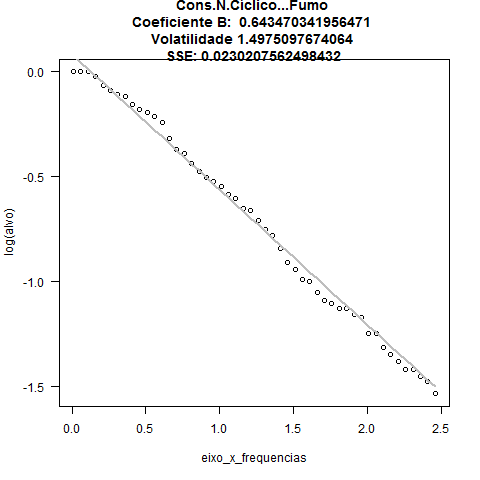 Cons.N.Ciclico...Fumo
Coeficiente B:  0.643470341956471
Volatilidade 1.4975097674064
SSE: 0.0230207562498432
0.0
-0.5
-1.0
-1.5
log(alvo)
0.0
0.5
1.0
1.5
2.0
2.5
eixo_x_frequencias